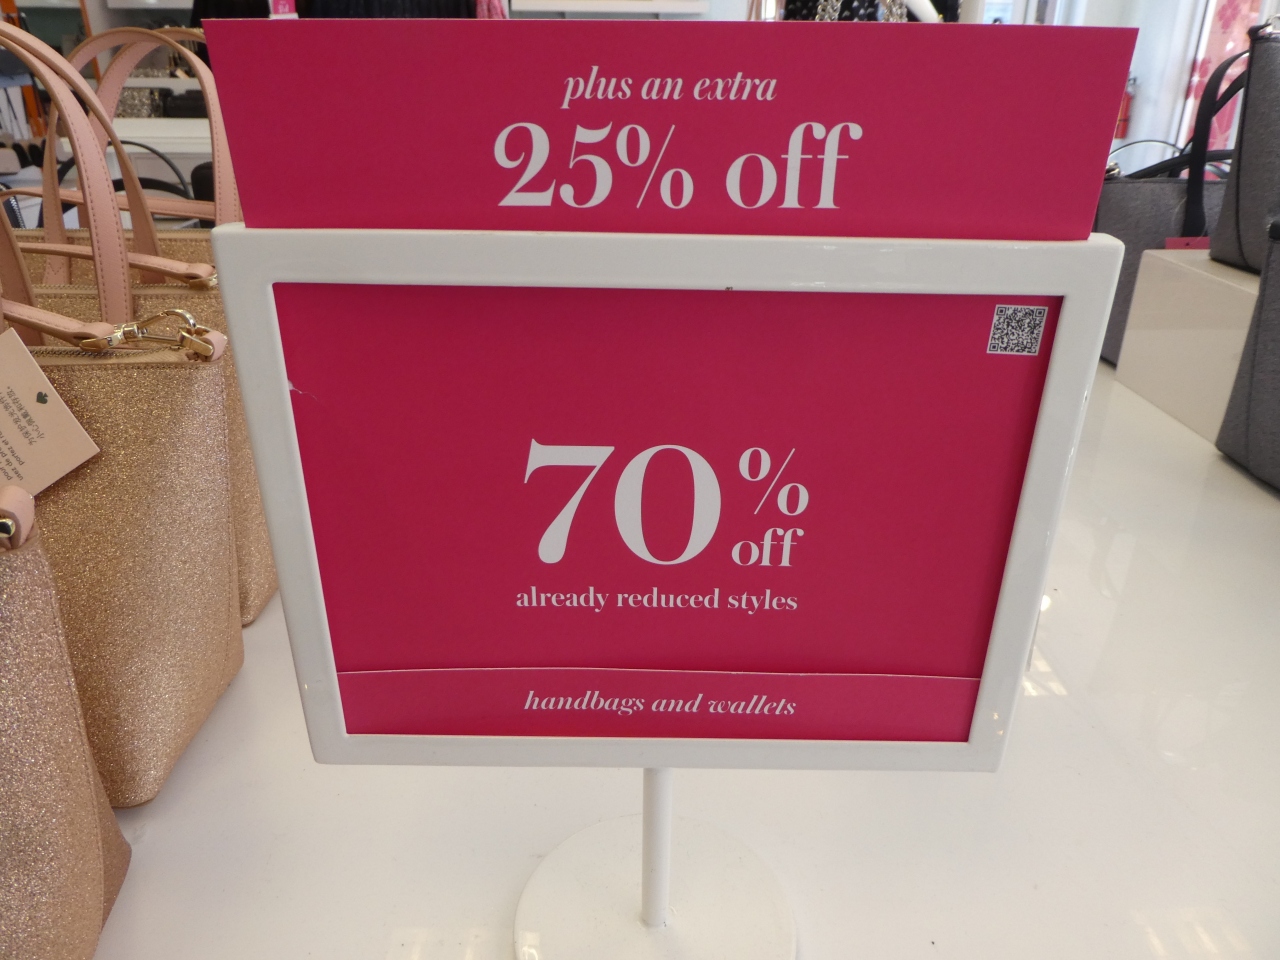 plus an extra
25% off
70%
off
already reduced styles
handbags and wallets